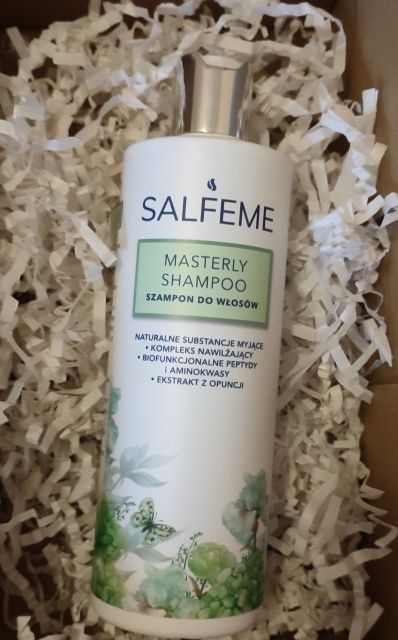 SALFEME
MASTERLY
SHAMPOO
SZAMPON DO WŁOSÓW
NATURALNE SUBSTANCJE MYJĄCE
• KOMPLEKS NAWILŻAJĄCY
• BIOFUNKCJONALNE PEPTYDY
i AMINOKWASY
• EKSTRAKT Z OPUNCJI